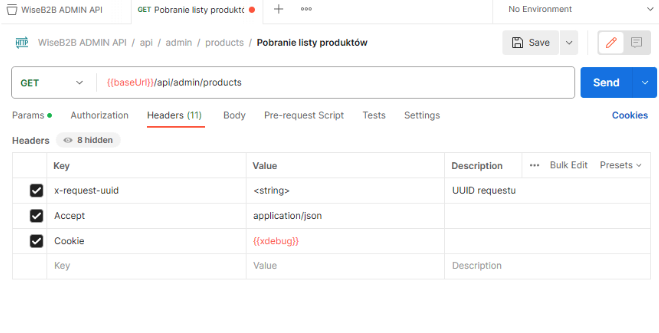 WiseB2B ADMIN API
GET Pobranie listy produktó
No Environment
HTTP WiseB2B ADMIN API / api / admin / products / Pobranie listy produktów
Save
GET {{baseUrl}}/api/admin/products Send
Params Authorization Headers (11) Body Pre-request Script Tests Settings Cookies
Headers 8 hidden
Key Value Description ••• Bulk Edit Presets
x-request-uuid <string> UUID requestu
Accept application/json
Cookie {{xdebug}}
Key Value Description